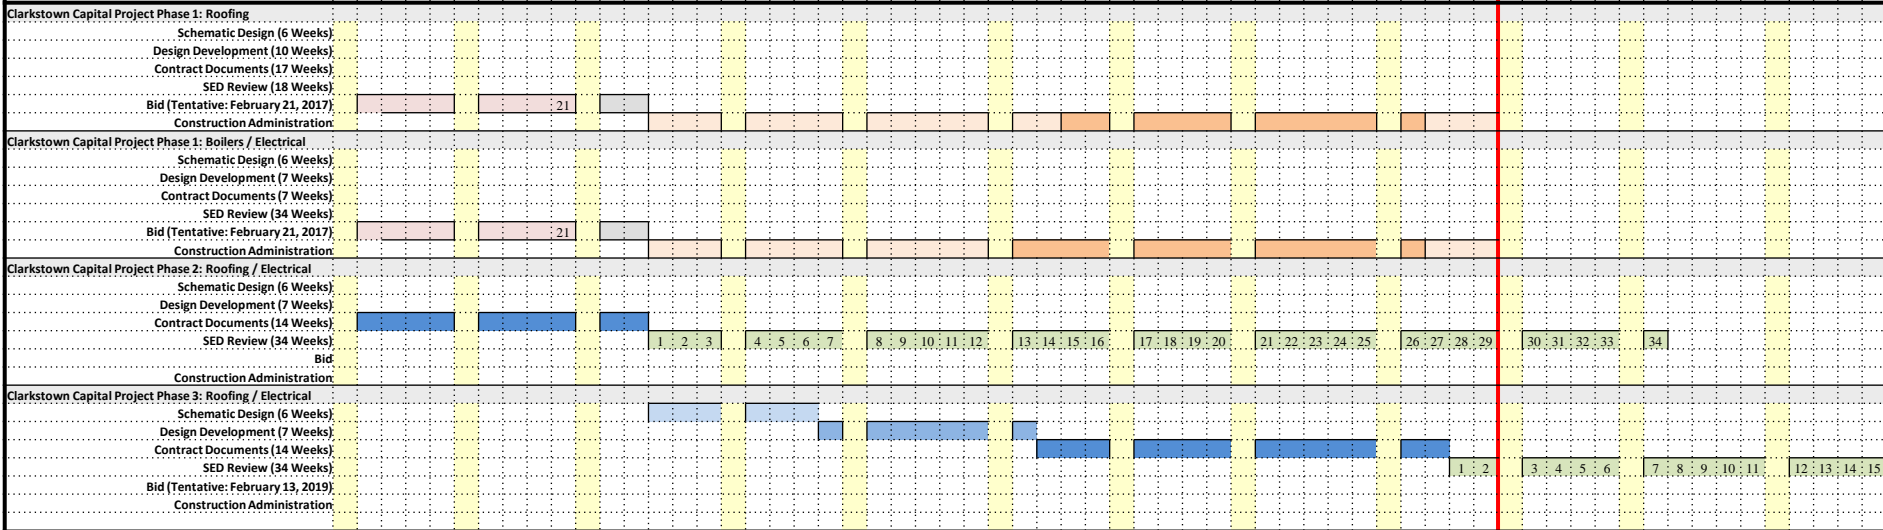 Clarkstown Capital Project Phase 1: Roofing
Schematic Design (6 Weeks)
Design Development (10 Weeks)
Contract Documents (17 Weeks)
SED Review (18 Weeks)
Bid (Tentative: February 21, 2017) 21
Construction Administration
Clarkstown Capital Project Phase 1: Boilers / Electrical
Schematic Design (6 Weeks)
Design Development (7 Weeks)
Contract Documents (7 Weeks)
SED Review (34 Weeks)
Bid (Tentative: February 21, 2017) 21
Construction Administration
Clarkstown Capital Project Phase 2: Roofing / Electrical
Schematic Design (6 Weeks)
Design Development (7 Weeks)
Contract Documents (14 Weeks)
SED Review (34 Weeks) 1 2 3 4 5 6 7 8 9 10 11 12 13 14 15 16 17 18 19 20 21 22 23 24 25 26 27 28 29 30 31 32 33 34
Bid
Construction Administration
Clarkstown Capital Project Phase 3: Roofing / Electrical
Schematic Design (6 Weeks)
Design Development (7 Weeks)
Contract Documents (14 Weeks)
SED Review (34 Weeks) 1 2 3 4 5 6 7 8 9 10 11 12 13 14 15
Bid (Tentative: February 13, 2019)
Construction Administration